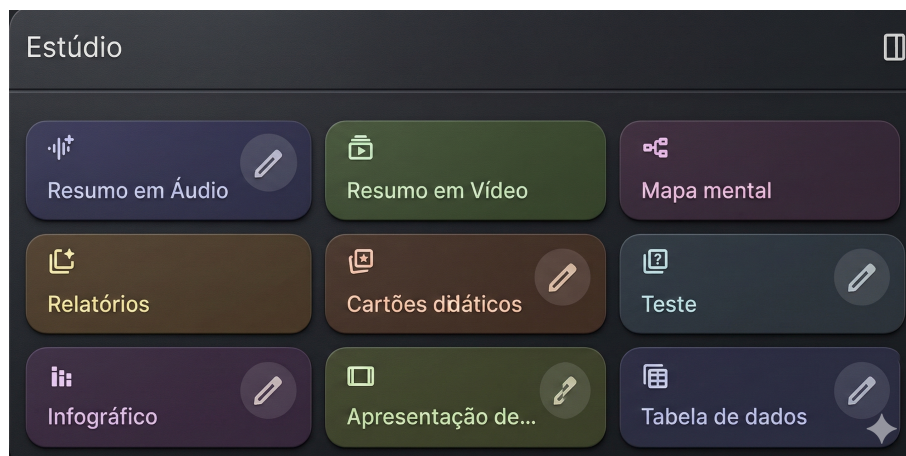 Estúdio
Resumo em Áudio
Resumo em Vídeo
Mapa mental
Relatórios
Cartões didáticos
Teste
Infográfico
Apresentação de...
Tabela de dados